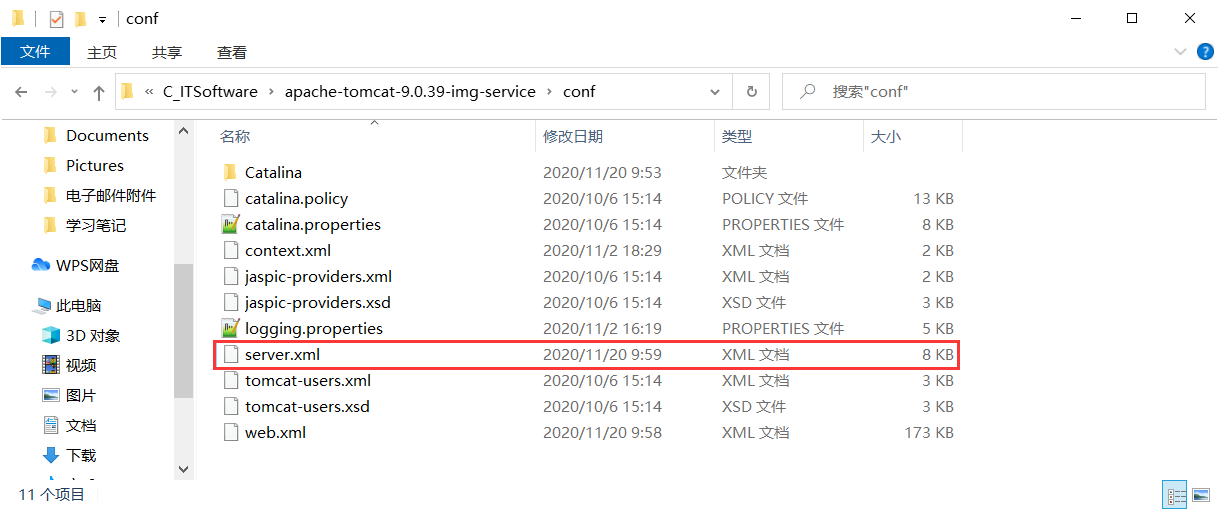 conf
文件 主页 共享 查看
« C_ITSoftware › apache-tomcat-9.0.39-img-service › conf 搜索"conf"
Documents
Pictures
电子邮件附件
学习笔记
WPS网盘
此电脑
3D 对象
视频
图片
文档
下载
名称 修改日期 类型 大小
Catalina 2020/11/20 9:53 文件夹
catalina.policy 2020/10/6 15:14 POLICY 文件 13 KB
catalina.properties 2020/10/6 15:14 PROPERTIES 文件 8 KB
context.xml 2020/11/2 18:29 XML 文档 2 KB
jaspic-providers.xml 2020/10/6 15:14 XML 文档 2 KB
jaspic-providers.xsd 2020/10/6 15:14 XSD 文件 3 KB
logging.properties 2020/11/2 16:19 PROPERTIES 文件 5 KB
server.xml 2020/11/20 9:59 XML 文档 8 KB
tomcat-users.xml 2020/10/6 15:14 XML 文档 3 KB
tomcat-users.xsd 2020/10/6 15:14 XSD 文件 3 KB
web.xml 2020/11/20 9:58 XML 文档 173 KB
11 个项目